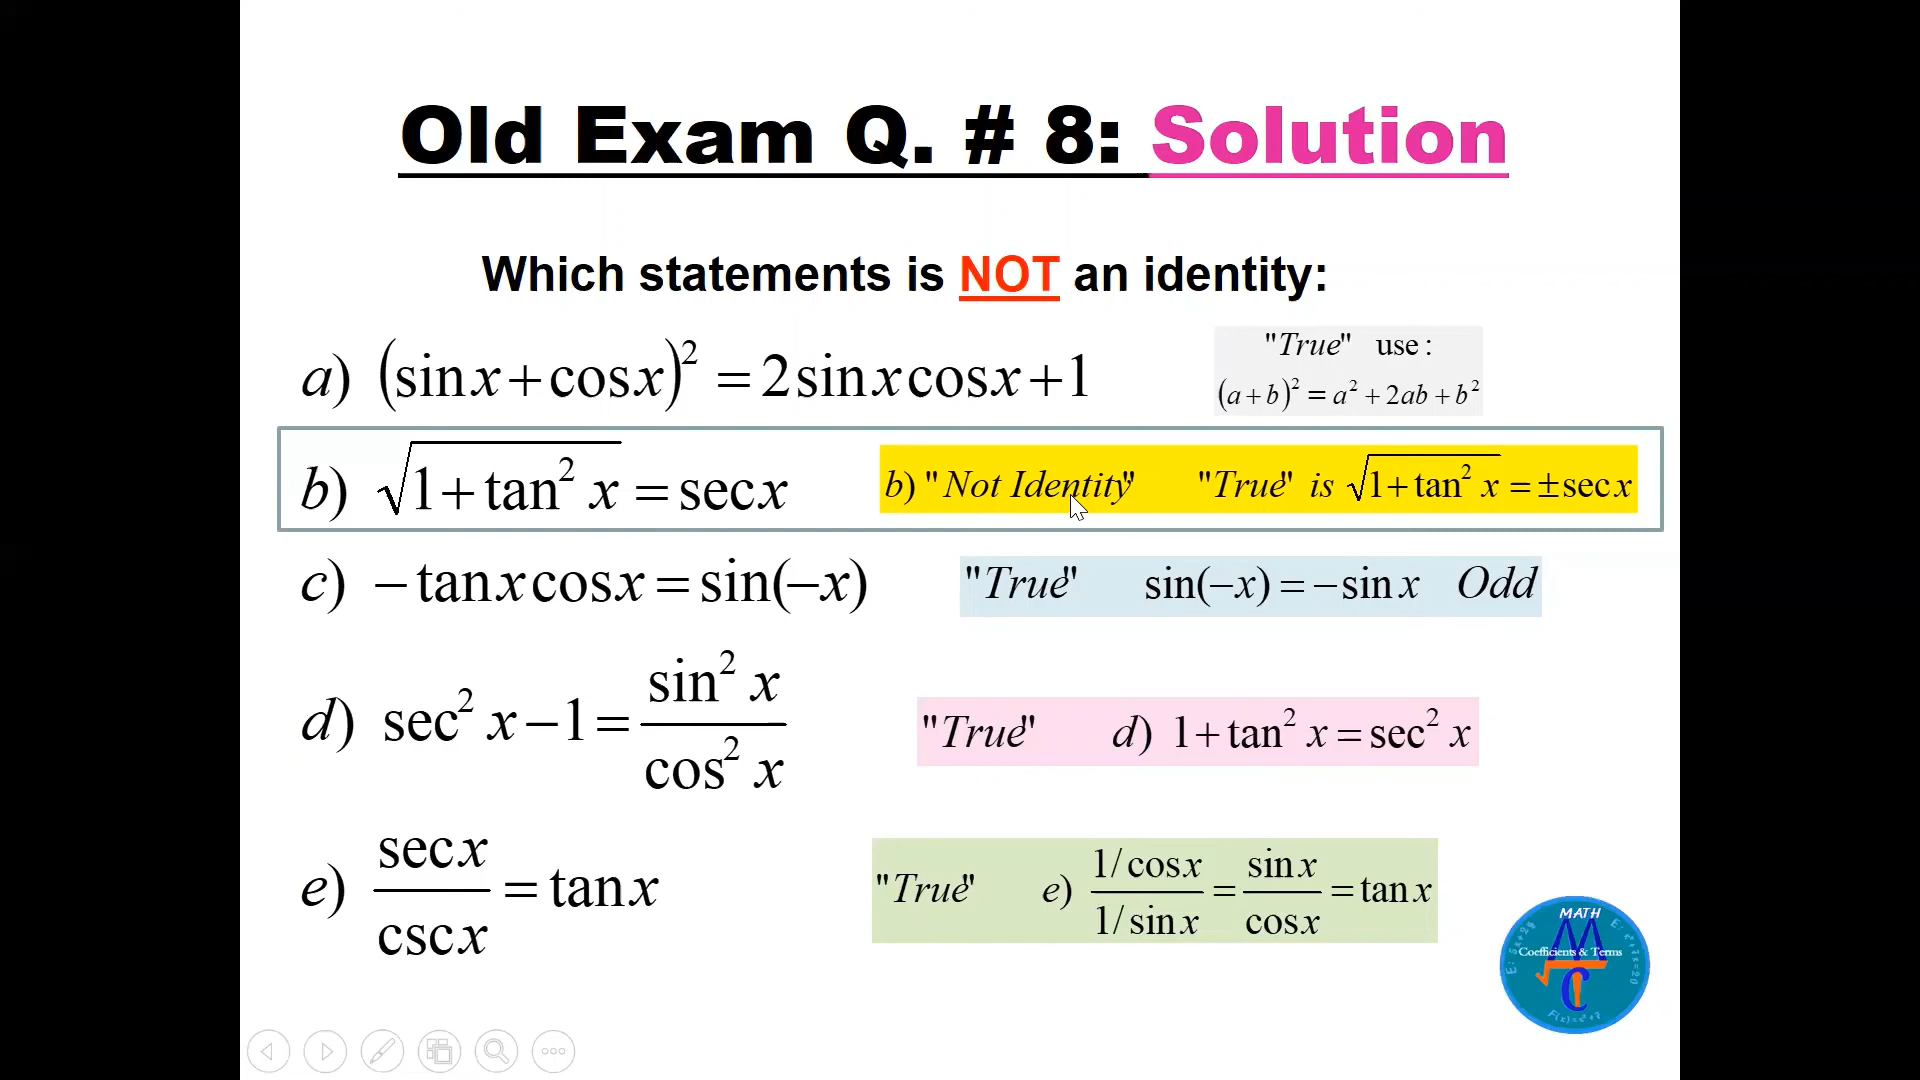 Old Exam Q. # 8: Solution
Which statements is NOT an identity:
a) (sin x + cos x)² = 2 sin x cos x + 1
"True" use :
(a + b)² = a² + 2ab + b²
b) √(1 + tan² x) = sec x
b) "Not Identity" "True" is √(1 + tan² x) = ± sec x
c) − tan x cos x = sin(−x)
"True" sin(−x) = − sin x Odd
d) sec² x − 1 = sin² x / cos² x
"True" d) 1 + tan² x = sec² x
e) sec x / csc x = tan x
"True" e) (1/ cos x) / (1/ sin x) = sin x / cos x = tan x
MATH
M
Coefficients & Terms
C